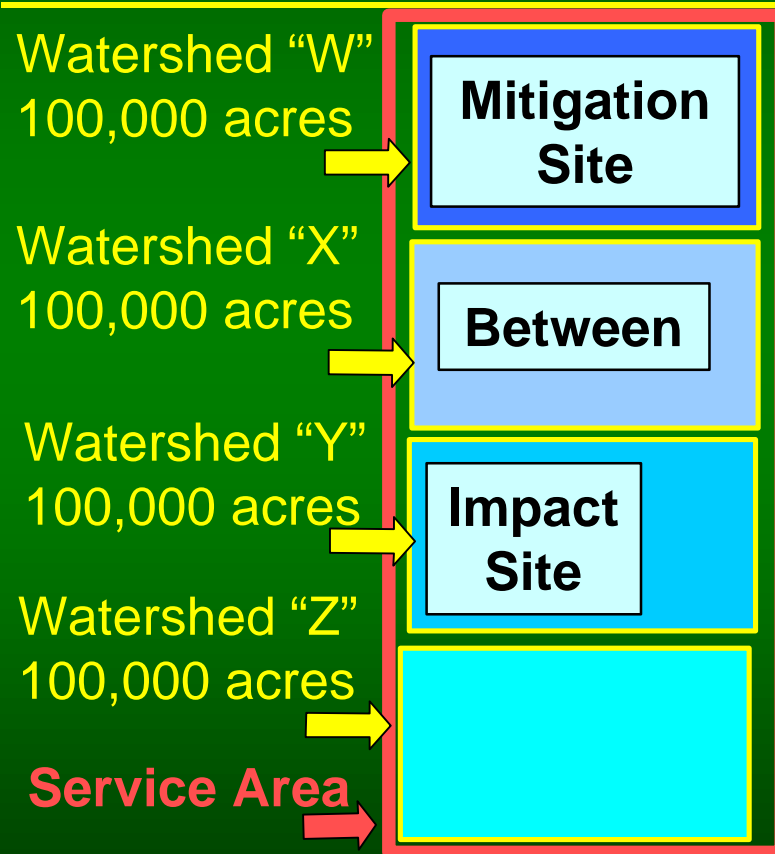 Watershed “W”
100,000 acres
Mitigation
Site
Watershed “X”
100,000 acres
Between
Watershed “Y”
100,000 acres
Impact
Site
Watershed “Z”
100,000 acres
Service Area